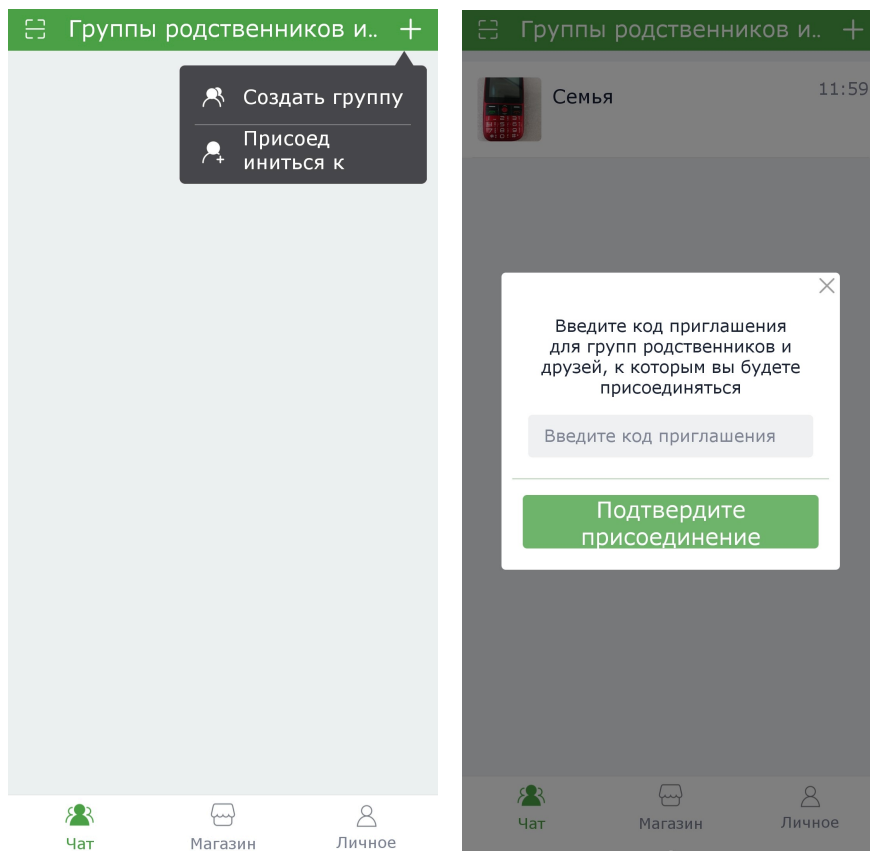 Группы родственников и..
Создать группу
Присоед
иниться к
Чат
Магазин
Личное
Группы родственников и..
Семья
11:59
Введите код приглашения
для групп родственников и
друзей, к которым вы будете
присоединяться
Введите код приглашения
Подтвердите
присоединение
Чат
Магазин
Личное